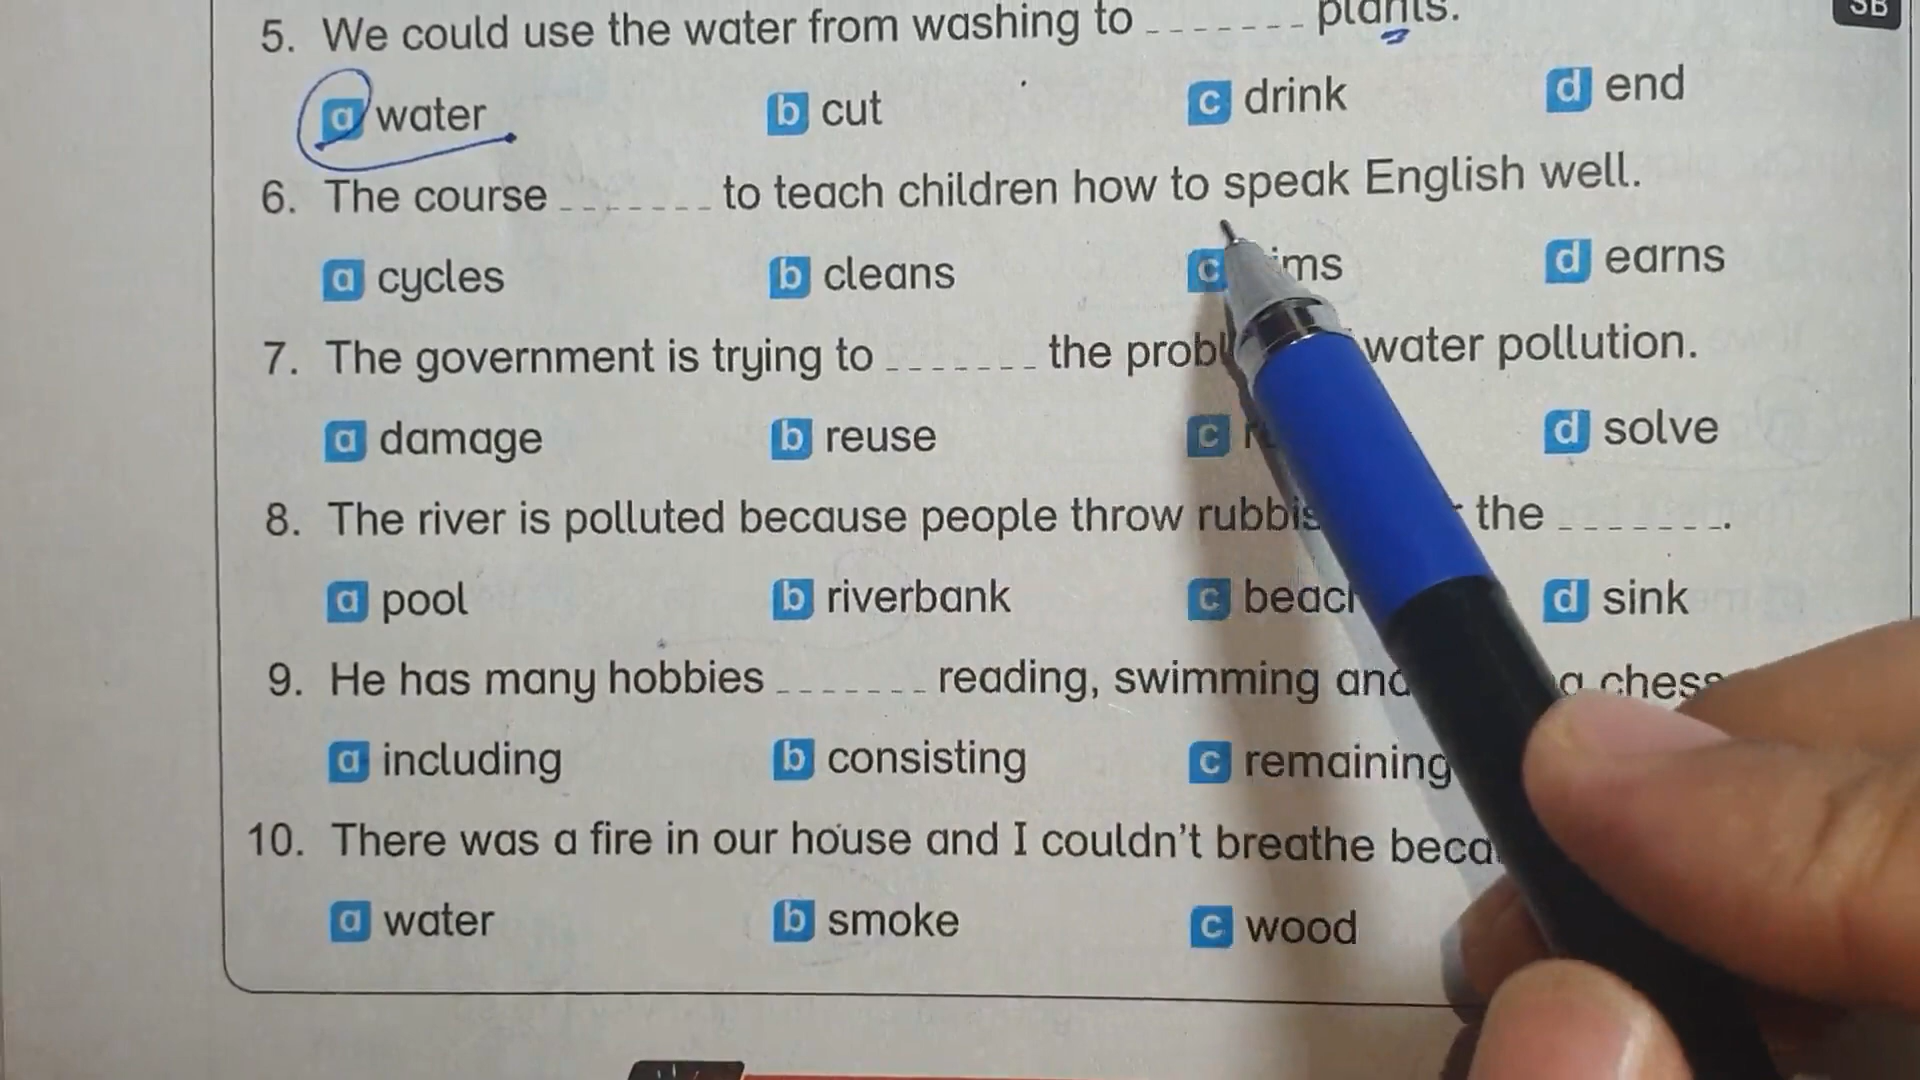 5. We could use the water from washing to _______ plants.
SB
a water b cut c drink d end
6. The course _______ to teach children how to speak English well.
a cycles b cleans c d earns
7. The government is trying to _______ the water pollution.
a damage b reuse c d solve
8. The river is polluted because people throw the _______.
a pool b riverbank c d sink
9. He has many hobbies _______ reading, swimming and chess
a including b consisting c remaining
10. There was a fire in our house and I couldn't breathe
a water b smoke c wood